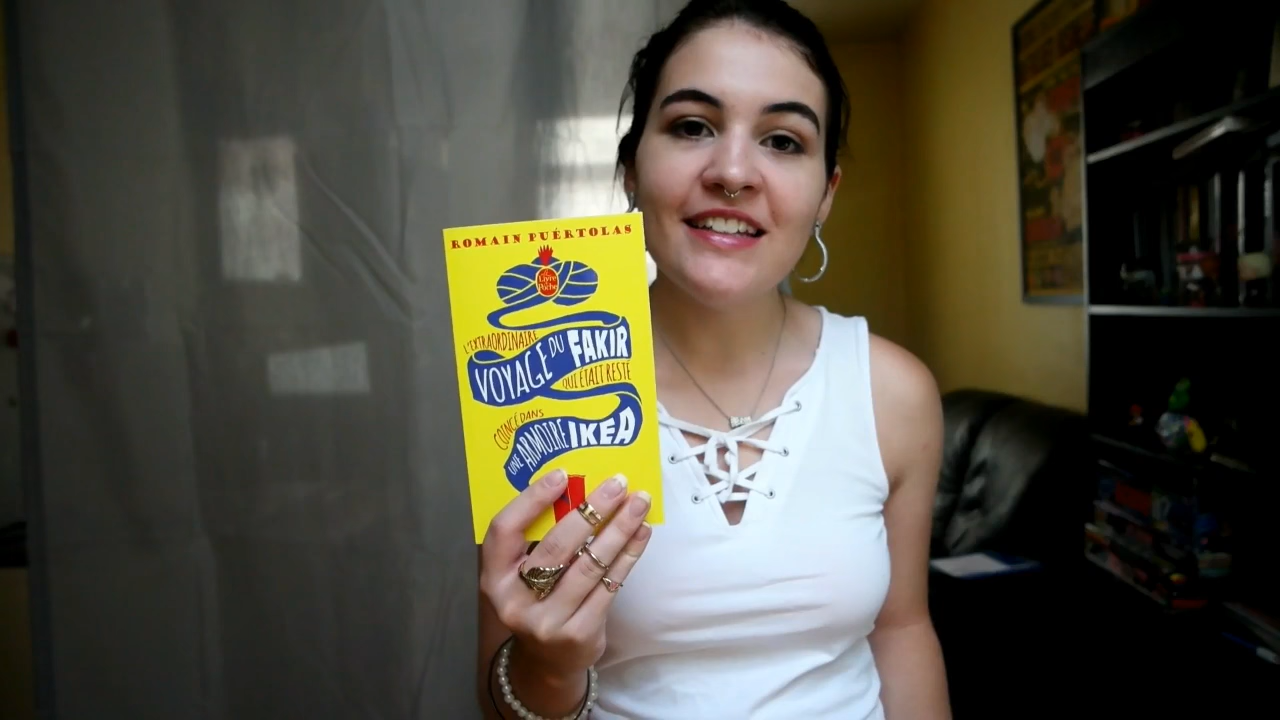 ROMAIN PUÉRTOLAS
Le
Livre
de
Poche
L'EXTRAORDINAIRE
VOYAGE DU FAKIR
QUI ÉTAIT RESTÉ
COINCÉ DANS
UNE ARMOIRE IKEA